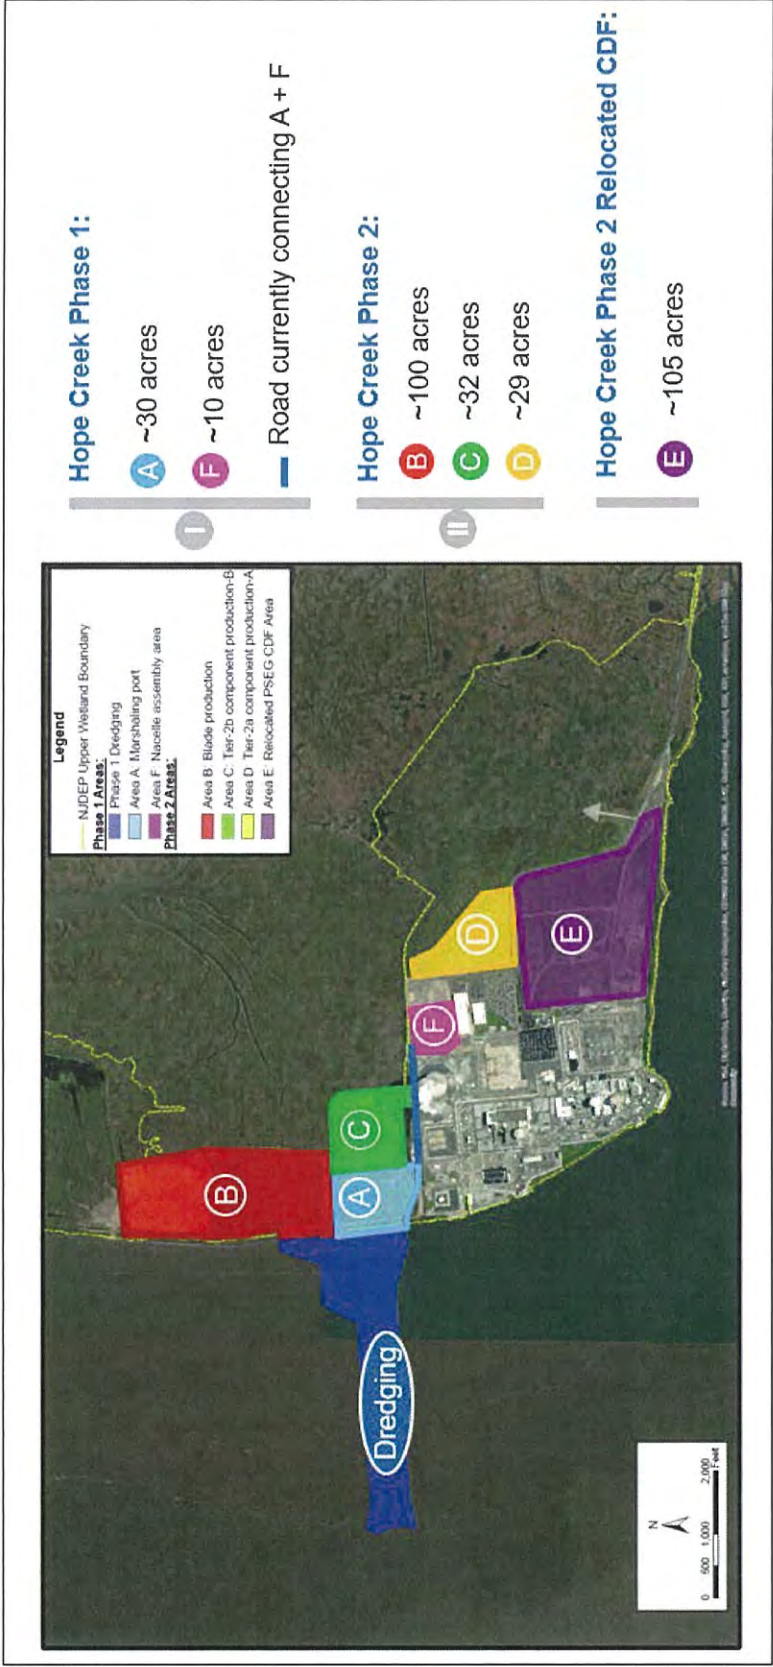 Hope Creek Phase 1:
I
A ~30 acres
F ~10 acres
Road currently connecting A + F
Hope Creek Phase 2:
II
B ~100 acres
C ~32 acres
D ~29 acres
Hope Creek Phase 2 Relocated CDF:
E ~105 acres
Legend
NJDEP Upper Wetland Boundary
Phase 1 Areas:
Phase 1 Dredging
Area A: Marshaling port
Area F: Nacelle assembly area
Phase 2 Areas:
Area B: Blade production
Area C: Tier-2b component production-B
Area D: Tier-2a component production-A
Area E: Relocated PSEG CDF Area
B
C
A
Dredging
F
D
E
N
0 500 1,000 2,000
Feet